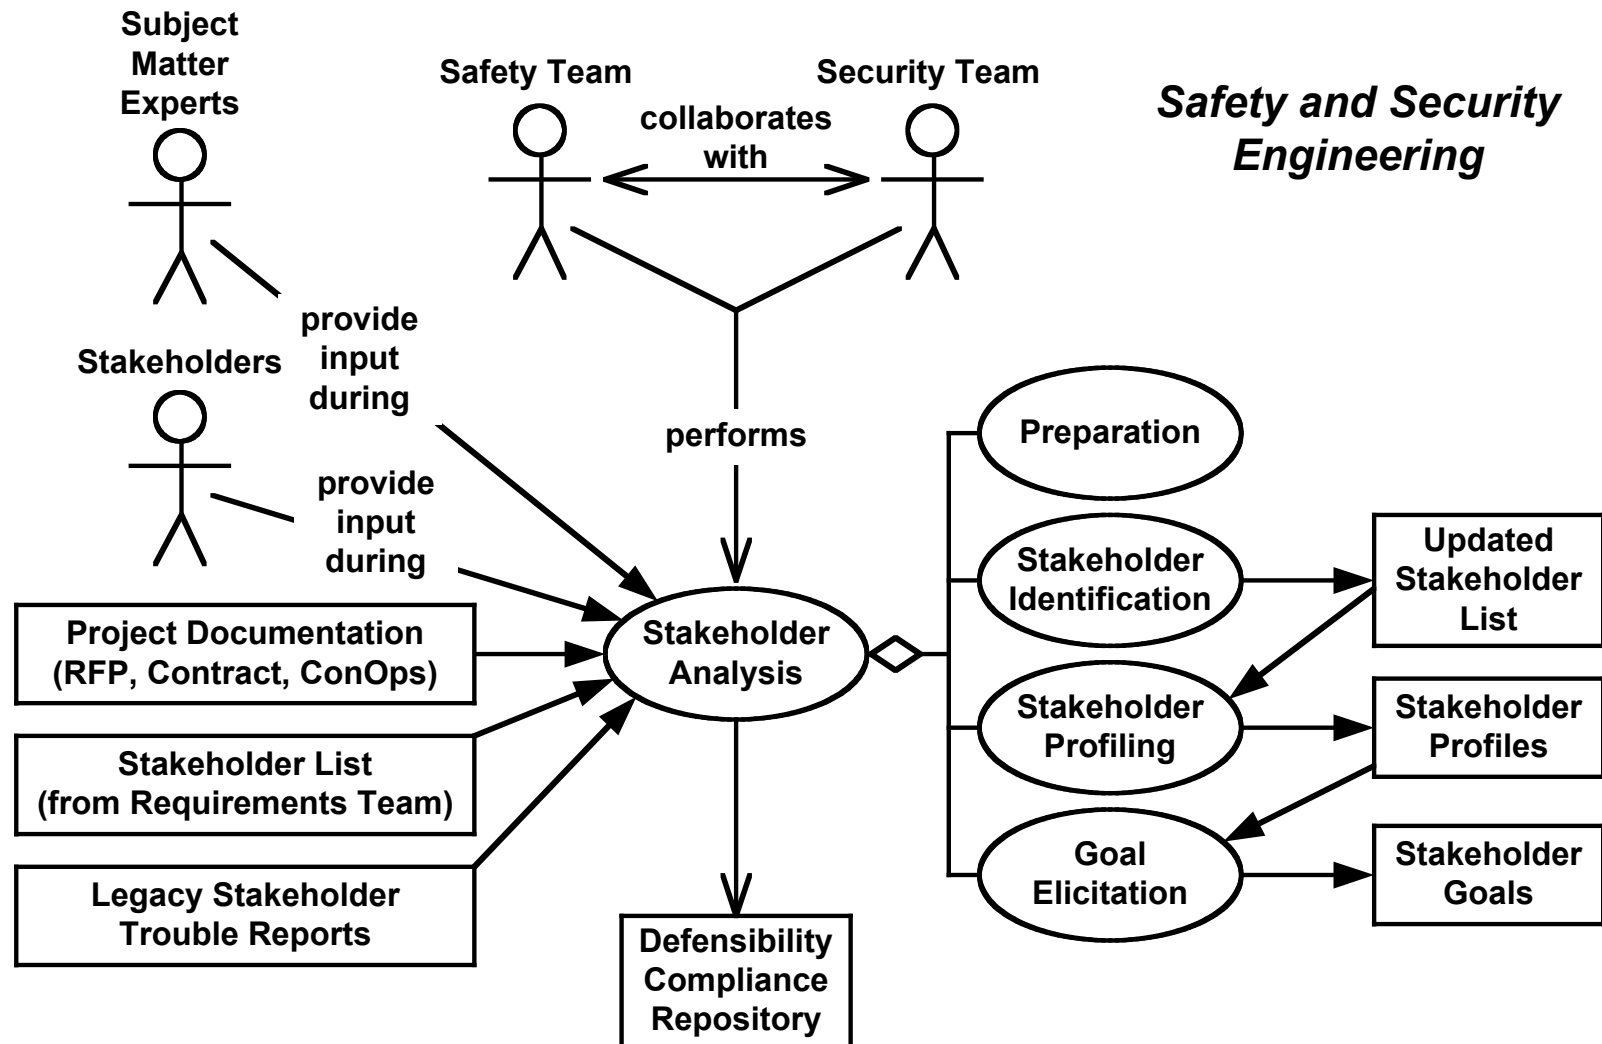 Subject
Matter
Experts
Safety Team
Security Team
collaborates
with
Safety and Security
Engineering
provide
input
during
Stakeholders
provide
input
during
performs
Preparation
Stakeholder
Identification
Updated
Stakeholder
List
Project Documentation
(RFP, Contract, ConOps)
Stakeholder
Analysis
Stakeholder
Profiling
Stakeholder
Profiles
Stakeholder List
(from Requirements Team)
Goal
Elicitation
Stakeholder
Goals
Legacy Stakeholder
Trouble Reports
Defensibility
Compliance
Repository